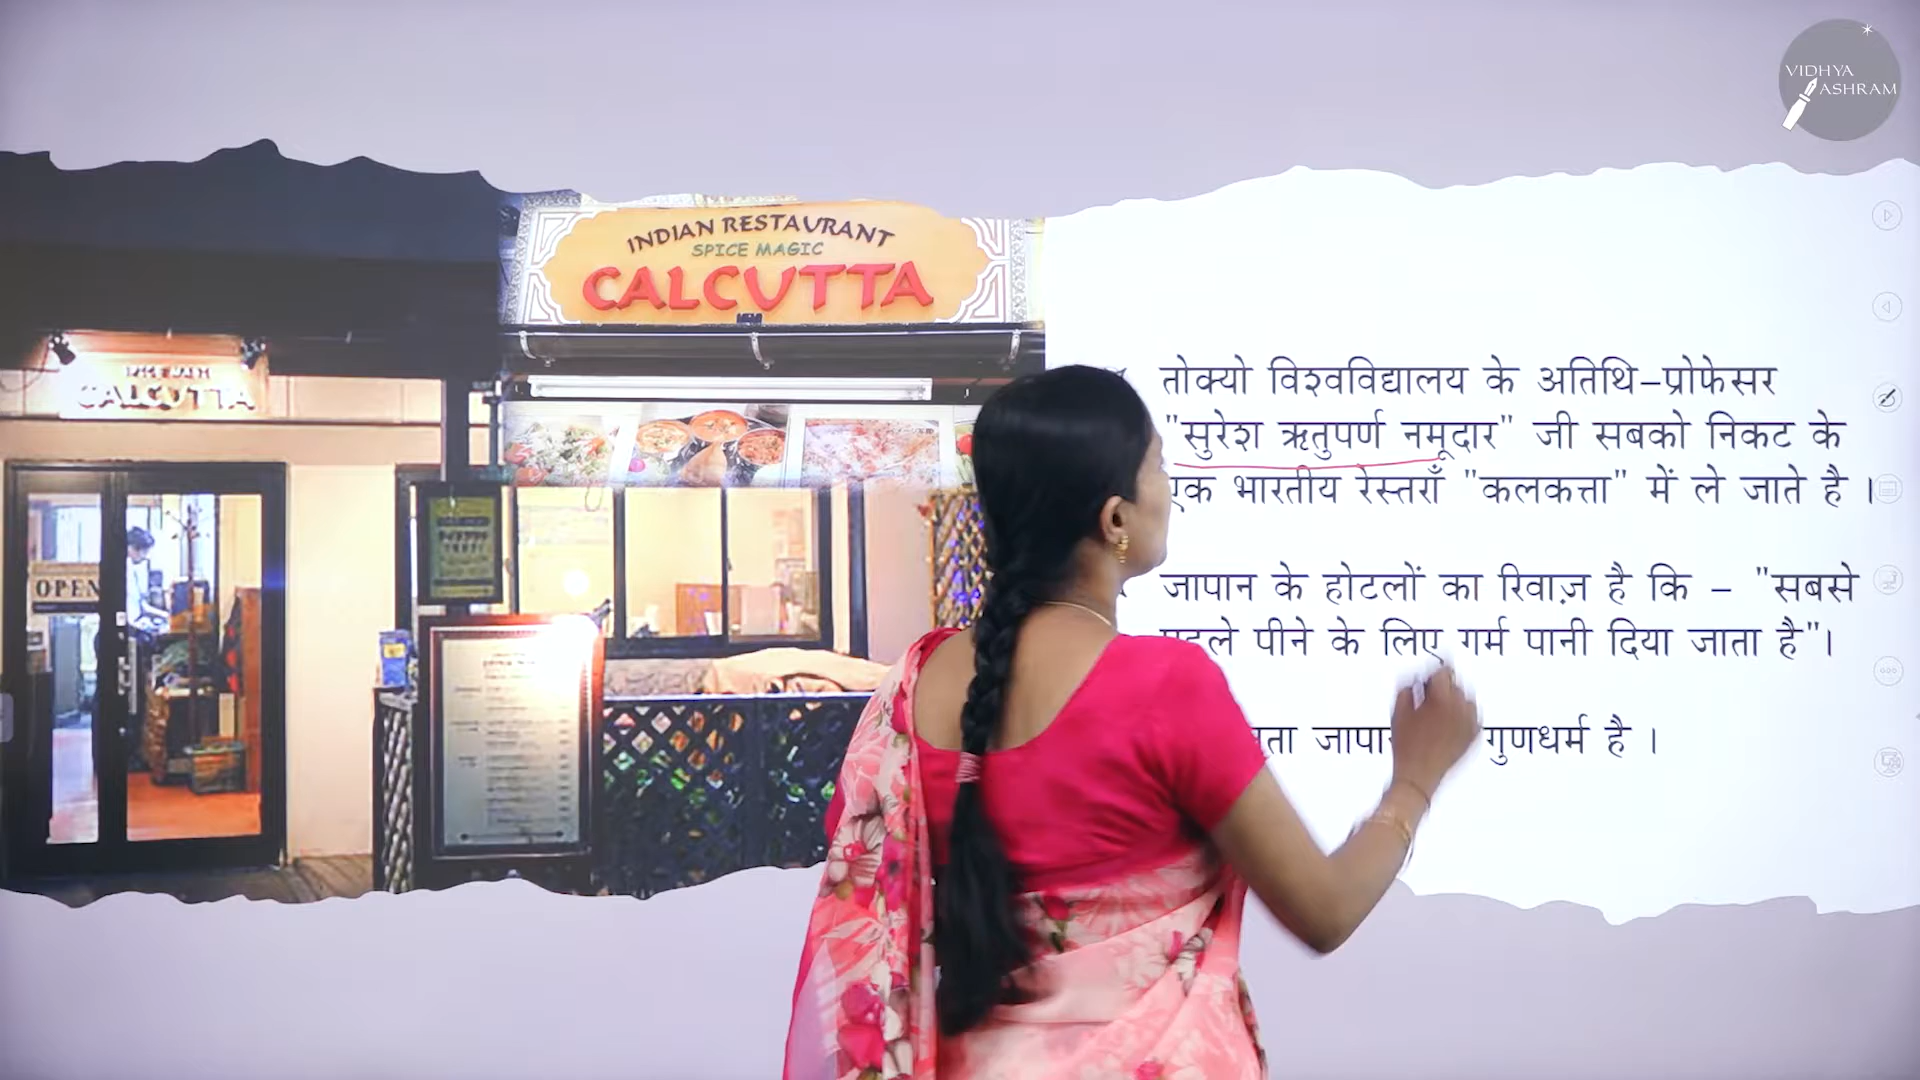 VIDHYA
ASHRAM
INDIAN RESTAURANT
SPICE MAGIC
CALCUTTA
CALCUTTA
OPEN
तोक्यो विश्वविद्यालय के अतिथि–प्रोफेसर
"सुरेश ऋतुपर्ण नमूदार" जी सबको निकट के
एक भारतीय रेस्तराँ "कलकत्ता" में ले जाते है ।
जापान के होटलों का रिवाज़ है कि – "सबसे
पीने के लिए गर्म पानी दिया जाता है"।
गुणधर्म है ।